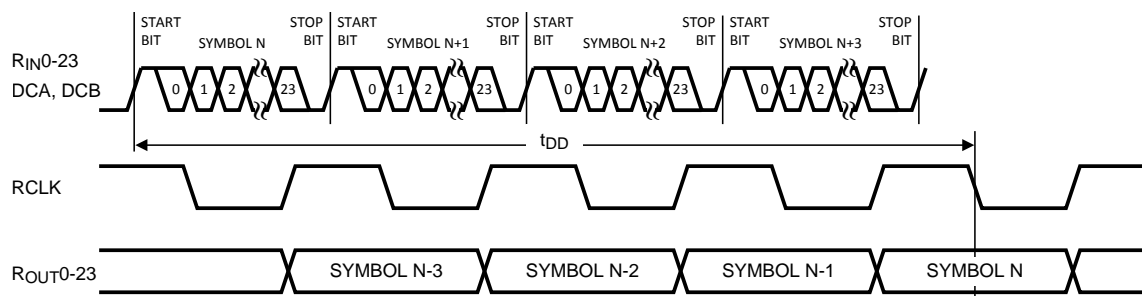 START BIT SYMBOL N STOP BIT
START BIT SYMBOL N+1 STOP BIT
START BIT SYMBOL N+2 STOP BIT
START BIT SYMBOL N+3 STOP BIT
RIN0-23
DCA, DCB
0 1 2 23
0 1 2 23
0 1 2 23
0 1 2 23
tDD
RCLK
ROUT0-23
SYMBOL N-3 SYMBOL N-2 SYMBOL N-1 SYMBOL N